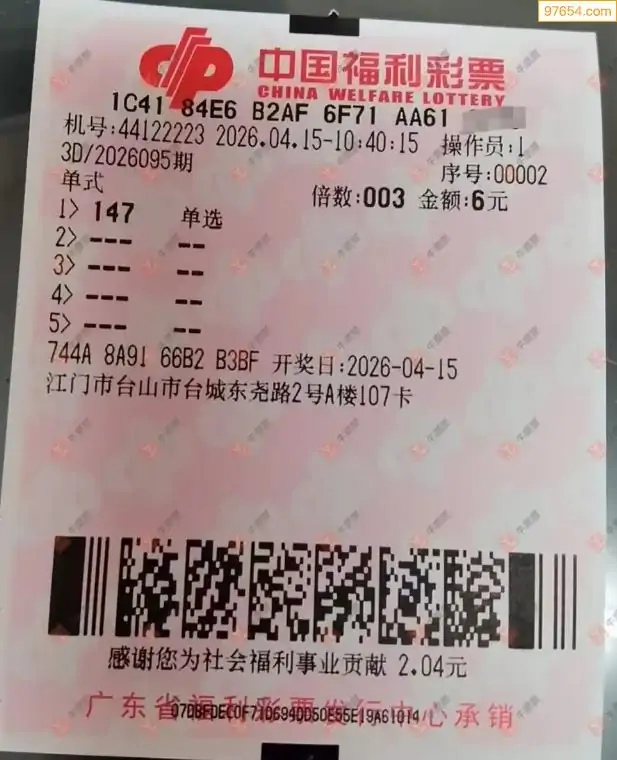 97654.com
中国福利彩票
CHINA WELFARE LOTTERY
1C41 84E6 B2AF 6F71 AA61
机号:44122223 2026.04.15-10:40:15 操作员:1
3D/2026095期 序号:00002
单式 倍数:003 金额:6元
1> 147 单选
2> --- --
3> --- --
4> --- --
5> --- --
744A 8A91 66B2 B3BF 开奖日:2026-04-15
江门市台山市台城东尧路2号A楼107卡
感谢您为社会福利事业贡献 2.04元
广东省福利彩票发行中心承销